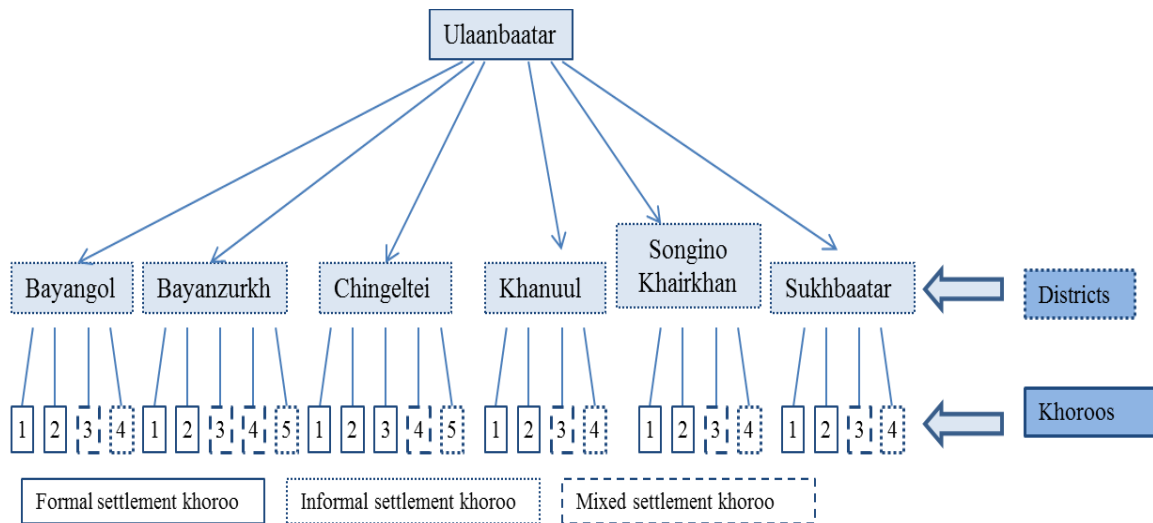 Ulaanbaatar
Songino
Khairkhan
Bayangol Bayanzurkh Chingeltei Khanuul Sukhbaatar Districts
1 2 3 4 1 2 3 4 5 1 2 3 4 5 1 2 3 4 1 2 3 4 1 2 3 4 Khoroos
Formal settlement khoroo Informal settlement khoroo Mixed settlement khoroo